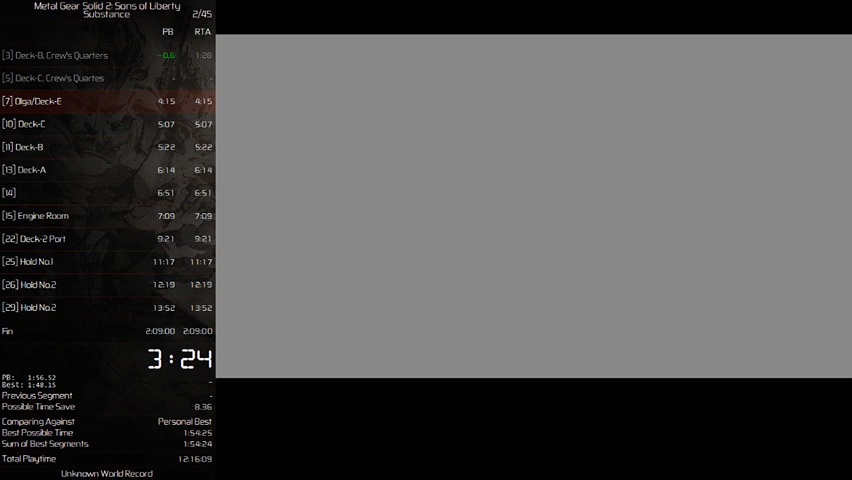 Metal Gear Solid 2: Sons of Liberty
Substance 2/45
PB RTA
[3] Deck-B, Crew's Quarters -0.6 1:28
[5] Deck-C, Crew's Quartes - -
[7] Olga/Deck-E 4:15 4:15
[10] Deck-C 5:07 5:07
[11] Deck-B 5:22 5:22
[13] Deck-A 6:14 6:14
[14] 6:51 6:51
[15] Engine Room 7:09 7:09
[22] Deck-2 Port 9:21 9:21
[25] Hold No.1 11:17 11:17
[26] Hold No.2 12:19 12:19
[29] Hold No.2 13:52 13:52
Fin 2:09:00 2:09:00
3:24
PB: 1:56.52
Best: 1:48.15 -
Previous Segment -
Possible Time Save 8.36
Comparing Against Personal Best
Best Possible Time 1:54:25
Sum of Best Segments 1:54:24
Total Playtime 12:16:09
Unknown World Record